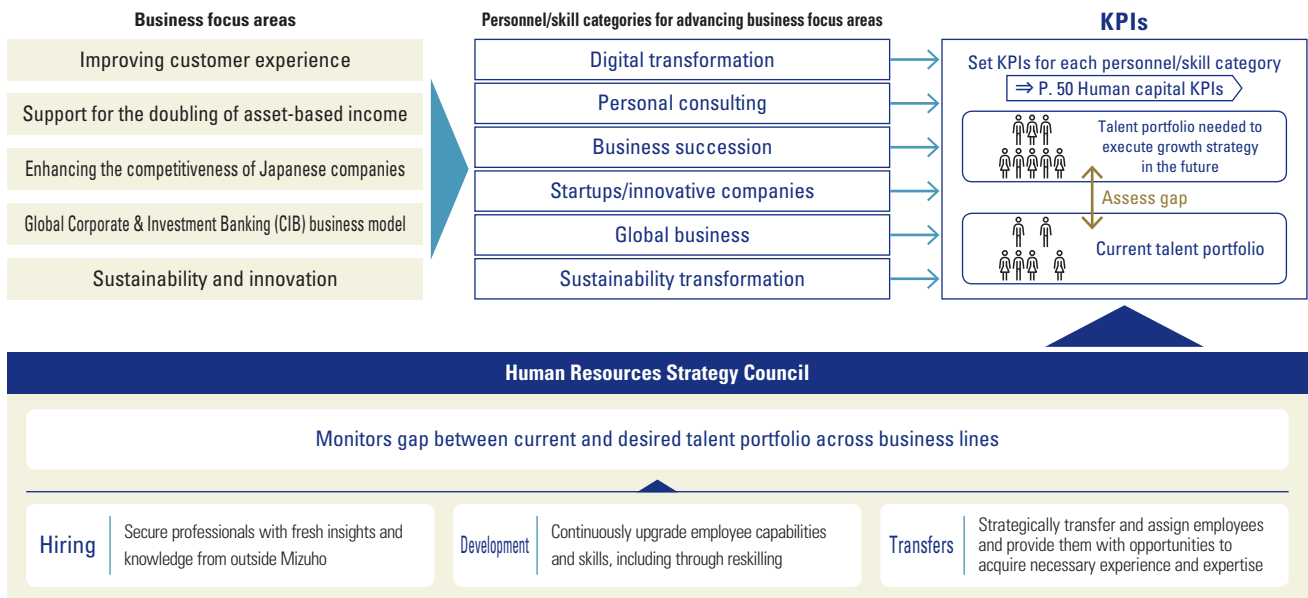 Business focus areas
Improving customer experience
Support for the doubling of asset-based income
Enhancing the competitiveness of Japanese companies
Global Corporate & Investment Banking (CIB) business model
Sustainability and innovation
Personnel/skill categories for advancing business focus areas
Digital transformation
Personal consulting
Business succession
Startups/innovative companies
Global business
Sustainability transformation
KPIs
Set KPIs for each personnel/skill category
⇒ P. 50 Human capital KPIs
Talent portfolio needed to
execute growth strategy
in the future
Assess gap
Current talent portfolio
Human Resources Strategy Council
Monitors gap between current and desired talent portfolio across business lines
Hiring
Secure professionals with fresh insights and
knowledge from outside Mizuho
Development
Continuously upgrade employee capabilities
and skills, including through reskilling
Transfers
Strategically transfer and assign employees
and provide them with opportunities to
acquire necessary experience and expertise